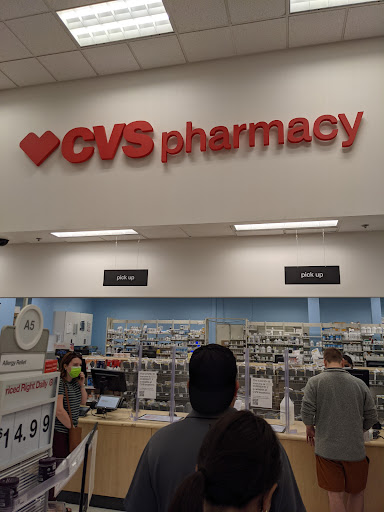 CVS pharmacy
pick up
pick up
A5
Allergy Relief
Priced Right Daily
$14.99